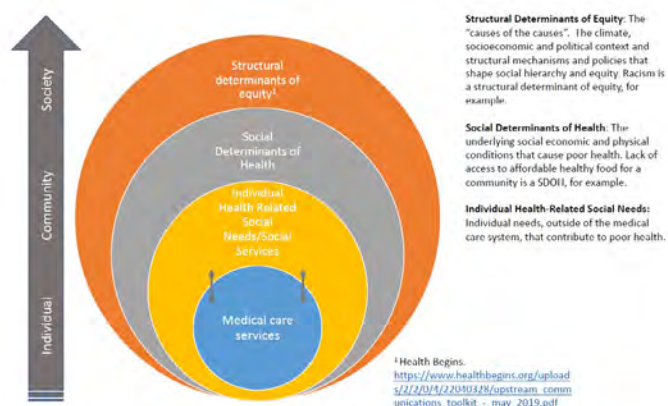 Society
Community
Individual
Structural
determinants of
equity¹
Social
Determinants of
Health
Individual
Health Related
Social
Needs/Social
Services
Medical care
services
Structural Determinants of Equity: The
"causes of the causes". The climate,
socioeconomic and political context and
structural mechanisms and policies that
shape social hierarchy and equity. Racism is
a structural determinant of equity, for
example.
Social Determinants of Health: The
underlying social economic and physical
conditions that cause poor health. Lack of
access to affordable healthy food for a
community is a SDOH, for example.
Individual Health-Related Social Needs:
Individual needs, outside of the medical
care system, that contribute to poor health.
¹ Health Begins.
https://www.healthbegins.org/upload
s/2/2/0/4/22040328/upstream_comm
unications_toolkit_-_may_2019.pdf